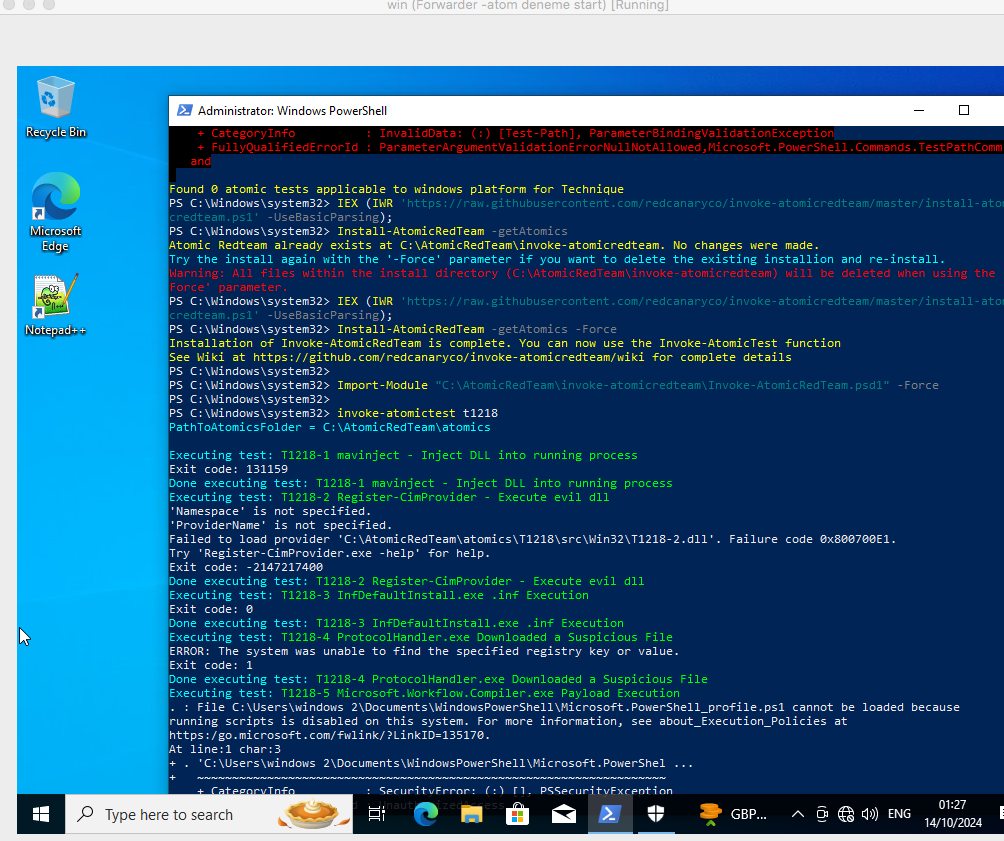 win (Forwarder -atom deneme start) [Running]
Recycle Bin
Microsoft
Edge
Notepad++
Administrator: Windows PowerShell
+ CategoryInfo : InvalidData: (:) [Test-Path], ParameterBindingValidationException
+ FullyQualifiedErrorId : ParameterArgumentValidationErrorNullNotAllowed,Microsoft.PowerShell.Commands.TestPathComm
and
Found 0 atomic tests applicable to windows platform for Technique
PS C:\Windows\system32> IEX (IWR 'https://raw.githubusercontent.com/redcanaryco/invoke-atomicredteam/master/install-ato
credteam.ps1' -UseBasicParsing);
PS C:\Windows\system32> Install-AtomicRedTeam -getAtomics
Atomic Redteam already exists at C:\AtomicRedTeam\invoke-atomicredteam. No changes were made.
Try the install again with the '-Force' parameter if you want to delete the existing installion and re-install.
Warning: All files within the install directory (C:\AtomicRedTeam\invoke-atomicredteam) will be deleted when using the
Force' parameter.
PS C:\Windows\system32> IEX (IWR 'https://raw.githubusercontent.com/redcanaryco/invoke-atomicredteam/master/install-ato
credteam.ps1' -UseBasicParsing);
PS C:\Windows\system32> Install-AtomicRedTeam -getAtomics -Force
Installation of Invoke-AtomicRedTeam is complete. You can now use the Invoke-AtomicTest function
See Wiki at https://github.com/redcanaryco/invoke-atomicredteam/wiki for complete details
PS C:\Windows\system32>
PS C:\Windows\system32> Import-Module "C:\AtomicRedTeam\invoke-atomicredteam\Invoke-AtomicRedTeam.psd1" -Force
PS C:\Windows\system32>
PS C:\Windows\system32> invoke-atomictest t1218
PathToAtomicsFolder = C:\AtomicRedTeam\atomics
Executing test: T1218-1 mavinject - Inject DLL into running process
Exit code: 131159
Done executing test: T1218-1 mavinject - Inject DLL into running process
Executing test: T1218-2 Register-CimProvider - Execute evil dll
'Namespace' is not specified.
'ProviderName' is not specified.
Failed to load provider 'C:\AtomicRedTeam\atomics\T1218\src\Win32\T1218-2.dll'. Failure code 0x800700E1.
Try 'Register-CimProvider.exe -help' for help.
Exit code: -2147217400
Done executing test: T1218-2 Register-CimProvider - Execute evil dll
Executing test: T1218-3 InfDefaultInstall.exe .inf Execution
Exit code: 0
Done executing test: T1218-3 InfDefaultInstall.exe .inf Execution
Executing test: T1218-4 ProtocolHandler.exe Downloaded a Suspicious File
ERROR: The system was unable to find the specified registry key or value.
Exit code: 1
Done executing test: T1218-4 ProtocolHandler.exe Downloaded a Suspicious File
Executing test: T1218-5 Microsoft.Workflow.Compiler.exe Payload Execution
. : File C:\Users\windows 2\Documents\WindowsPowerShell\Microsoft.PowerShell_profile.ps1 cannot be loaded because
running scripts is disabled on this system. For more information, see about_Execution_Policies at
https:/go.microsoft.com/fwlink/?LinkID=135170.
At line:1 char:3
+ . 'C:\Users\windows 2\Documents\WindowsPowerShell\Microsoft.PowerShel ...
+ ~~~~~~~~~~~~~~~~~~~~~~~~~~~~~~~~~~~~~~~~~~~~~~~~~~~~~~~~~~~~~~~~~~~
+ CategoryInfo : SecurityError: (:) [], PSSecurityException
Type here to search
GBP...
ENG
01:27
14/10/2024